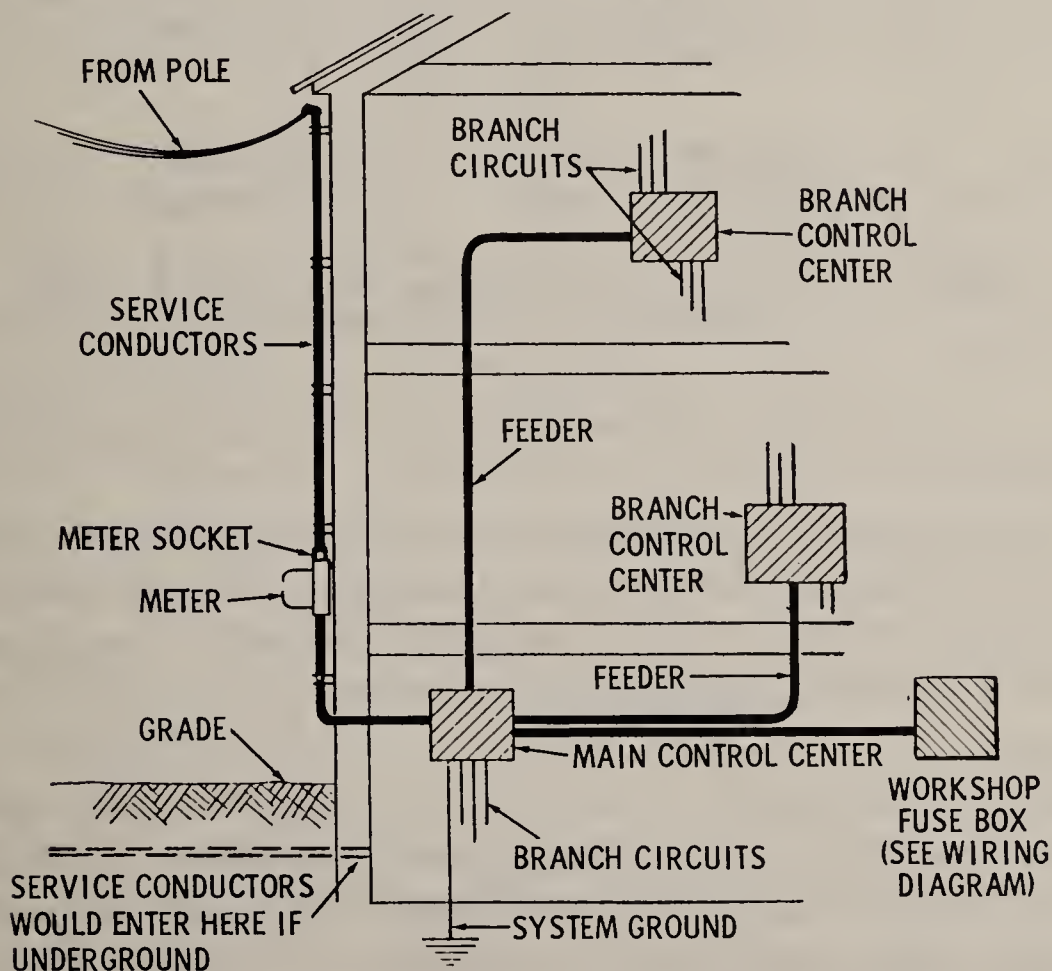 FROM POLE
BRANCH
CIRCUITS
BRANCH
CONTROL
CENTER
SERVICE
CONDUCTORS
FEEDER
BRANCH
CONTROL
CENTER
METER SOCKET
METER
FEEDER
GRADE
MAIN CONTROL CENTER
WORKSHOP
FUSE BOX
(SEE WIRING
DIAGRAM)
BRANCH CIRCUITS
SERVICE CONDUCTORS
WOULD ENTER HERE IF
UNDERGROUND
SYSTEM GROUND